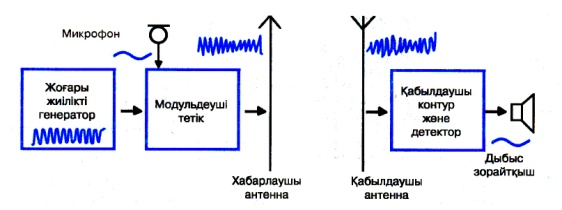 Микрофон
Жоғары
жиілікті
генератор
Модульдеуші
тетік
Хабарлаушы
антенна
Қабылдаушы
антенна
Қабылдаушы
контур
және
детектор
Дыбыс
зорайтқыш